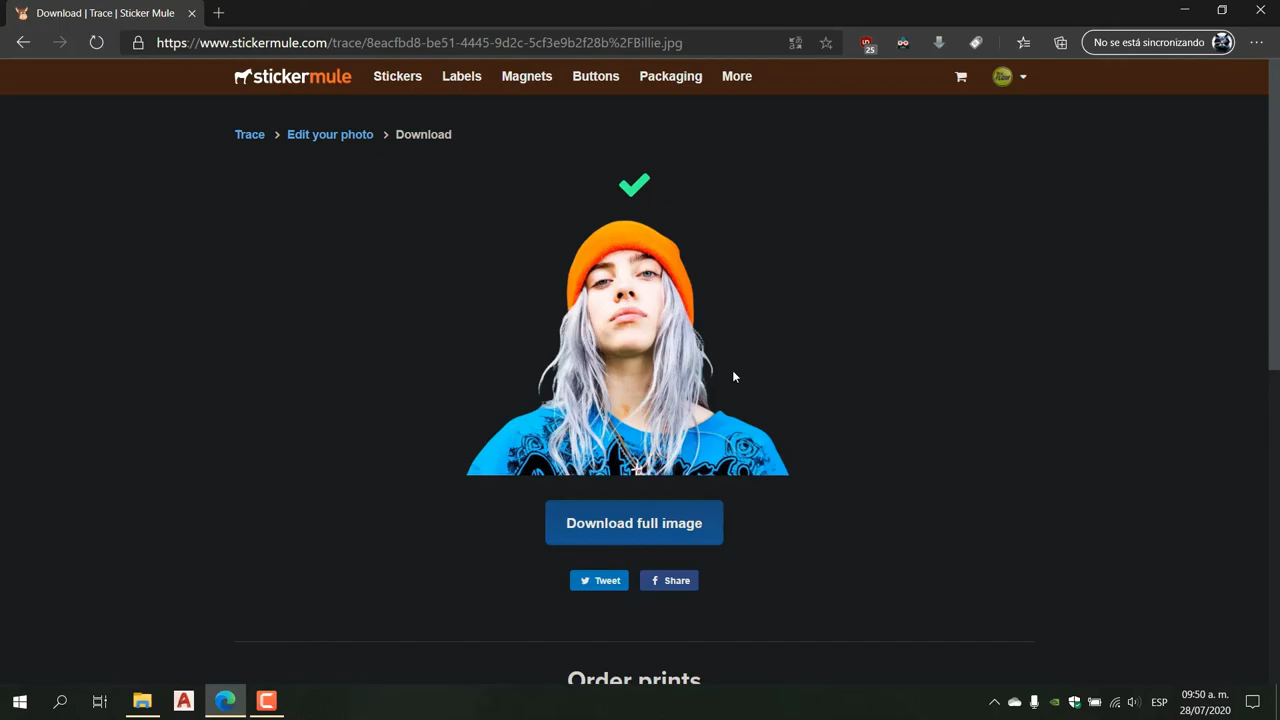 Download | Trace | Sticker Mule
https://www.stickermule.com/trace/8eacfbd8-be51-4445-9d2c-5cf3e9b2f28b%2FBillie.jpg
25
No se está sincronizando
stickermule
Stickers
Labels
Magnets
Buttons
Packaging
More
Trace > Edit your photo > Download
Download full image
Tweet
Share
Order prints
ESP
09:50 a. m.
28/07/2020